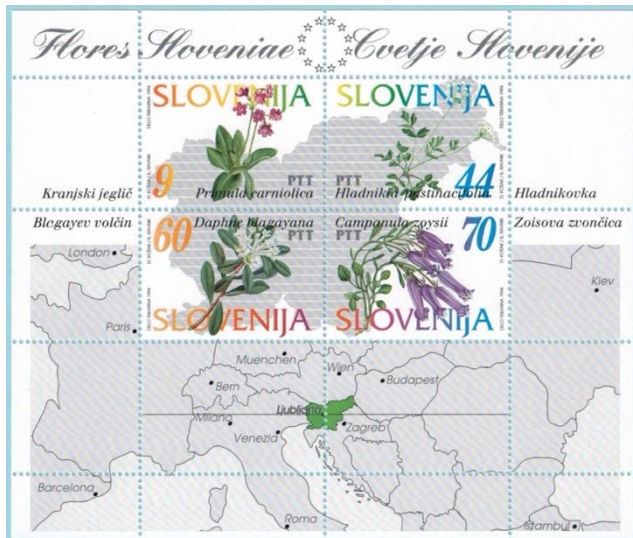 Flores Sloveniae Cvetje Slovenije
SLOVENIJA SLOVENIJA
9 PTT PTT 44
Kranjski jeglič Primula carniolica Hladnikia pastinacifolia Hladnikovka
Blagayev volčin Daphne blagayana Campanula zoysii Zoisova zvončica
60 PTT PTT 70
SLOVENIJA SLOVENIJA
London
Kiev
Paris
Muenchen
Wien
Bern
Budapest
Ljubljana
Milano
Zagreb
Venezia
Barcelona
Roma
Istambul